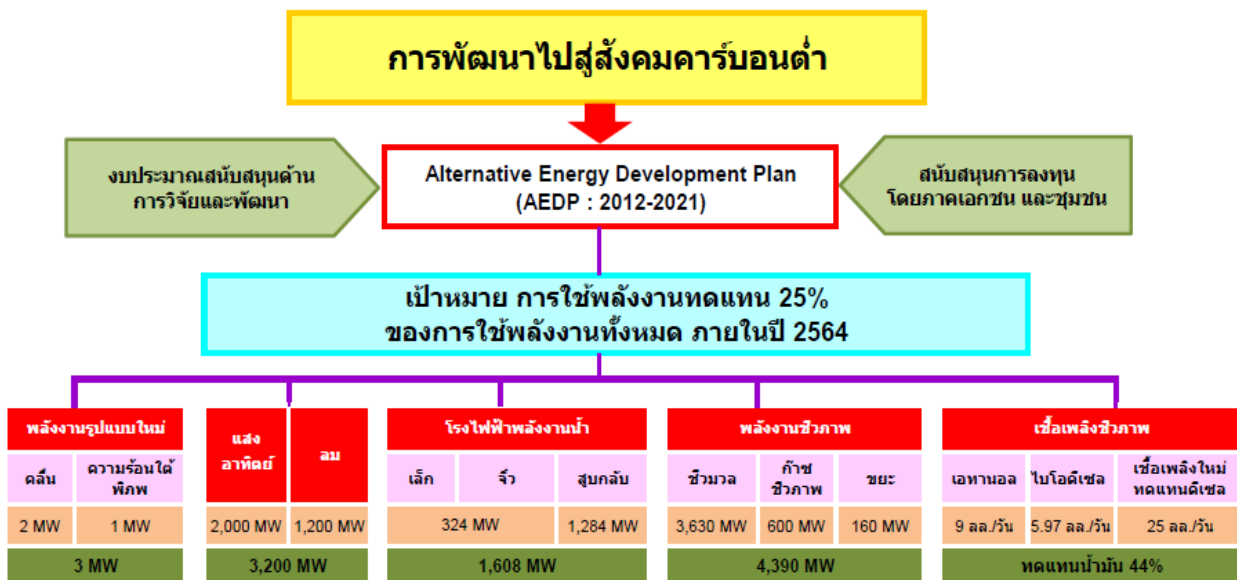 การพัฒนาไปสู่สังคมคาร์บอนต่ำ
งบประมาณสนับสนุนด้าน
การวิจัยและพัฒนา
Alternative Energy Development Plan
(AEDP : 2012-2021)
สนับสนุนการลงทุน
โดยภาคเอกชน และชุมชน
เป้าหมาย การใช้พลังงานทดแทน 25%
ของการใช้พลังงานทั้งหมด ภายในปี 2564
พลังงานรูปแบบใหม่
คลื่น
ความร้อนใต้
พิภพ
2 MW
1 MW
3 MW
แสง
อาทิตย์
ลม
2,000 MW
1,200 MW
3,200 MW
โรงไฟฟ้าพลังงานน้ำ
เล็ก
จิ๋ว
สูบกลับ
324 MW
1,284 MW
1,608 MW
พลังงานชีวภาพ
ชีวมวล
ก๊าซ
ชีวภาพ
ขยะ
3,630 MW
600 MW
160 MW
4,390 MW
เชื้อเพลิงชีวภาพ
เอทานอล
ไบโอดีเซล
เชื้อเพลิงใหม่
ทดแทนดีเซล
9 ลล./วัน
5.97 ลล./วัน
25 ลล./วัน
ทดแทนน้ำมัน 44%